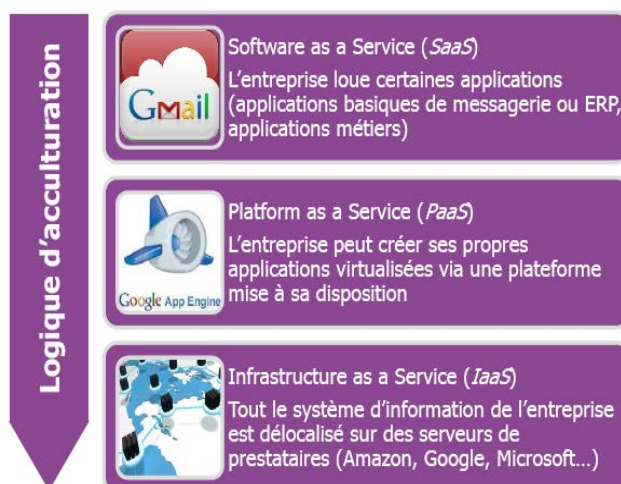 Logique d'acculturation
Gmail
Software as a Service (SaaS)
L'entreprise loue certaines applications
(applications basiques de messagerie ou ERP,
applications métiers)
Google App Engine
Platform as a Service (PaaS)
L'entreprise peut créer ses propres
applications virtualisées via une plateforme
mise à sa disposition
Infrastructure as a Service (IaaS)
Tout le système d'information de l'entreprise
est délocalisé sur des serveurs de
prestataires (Amazon, Google, Microsoft…)